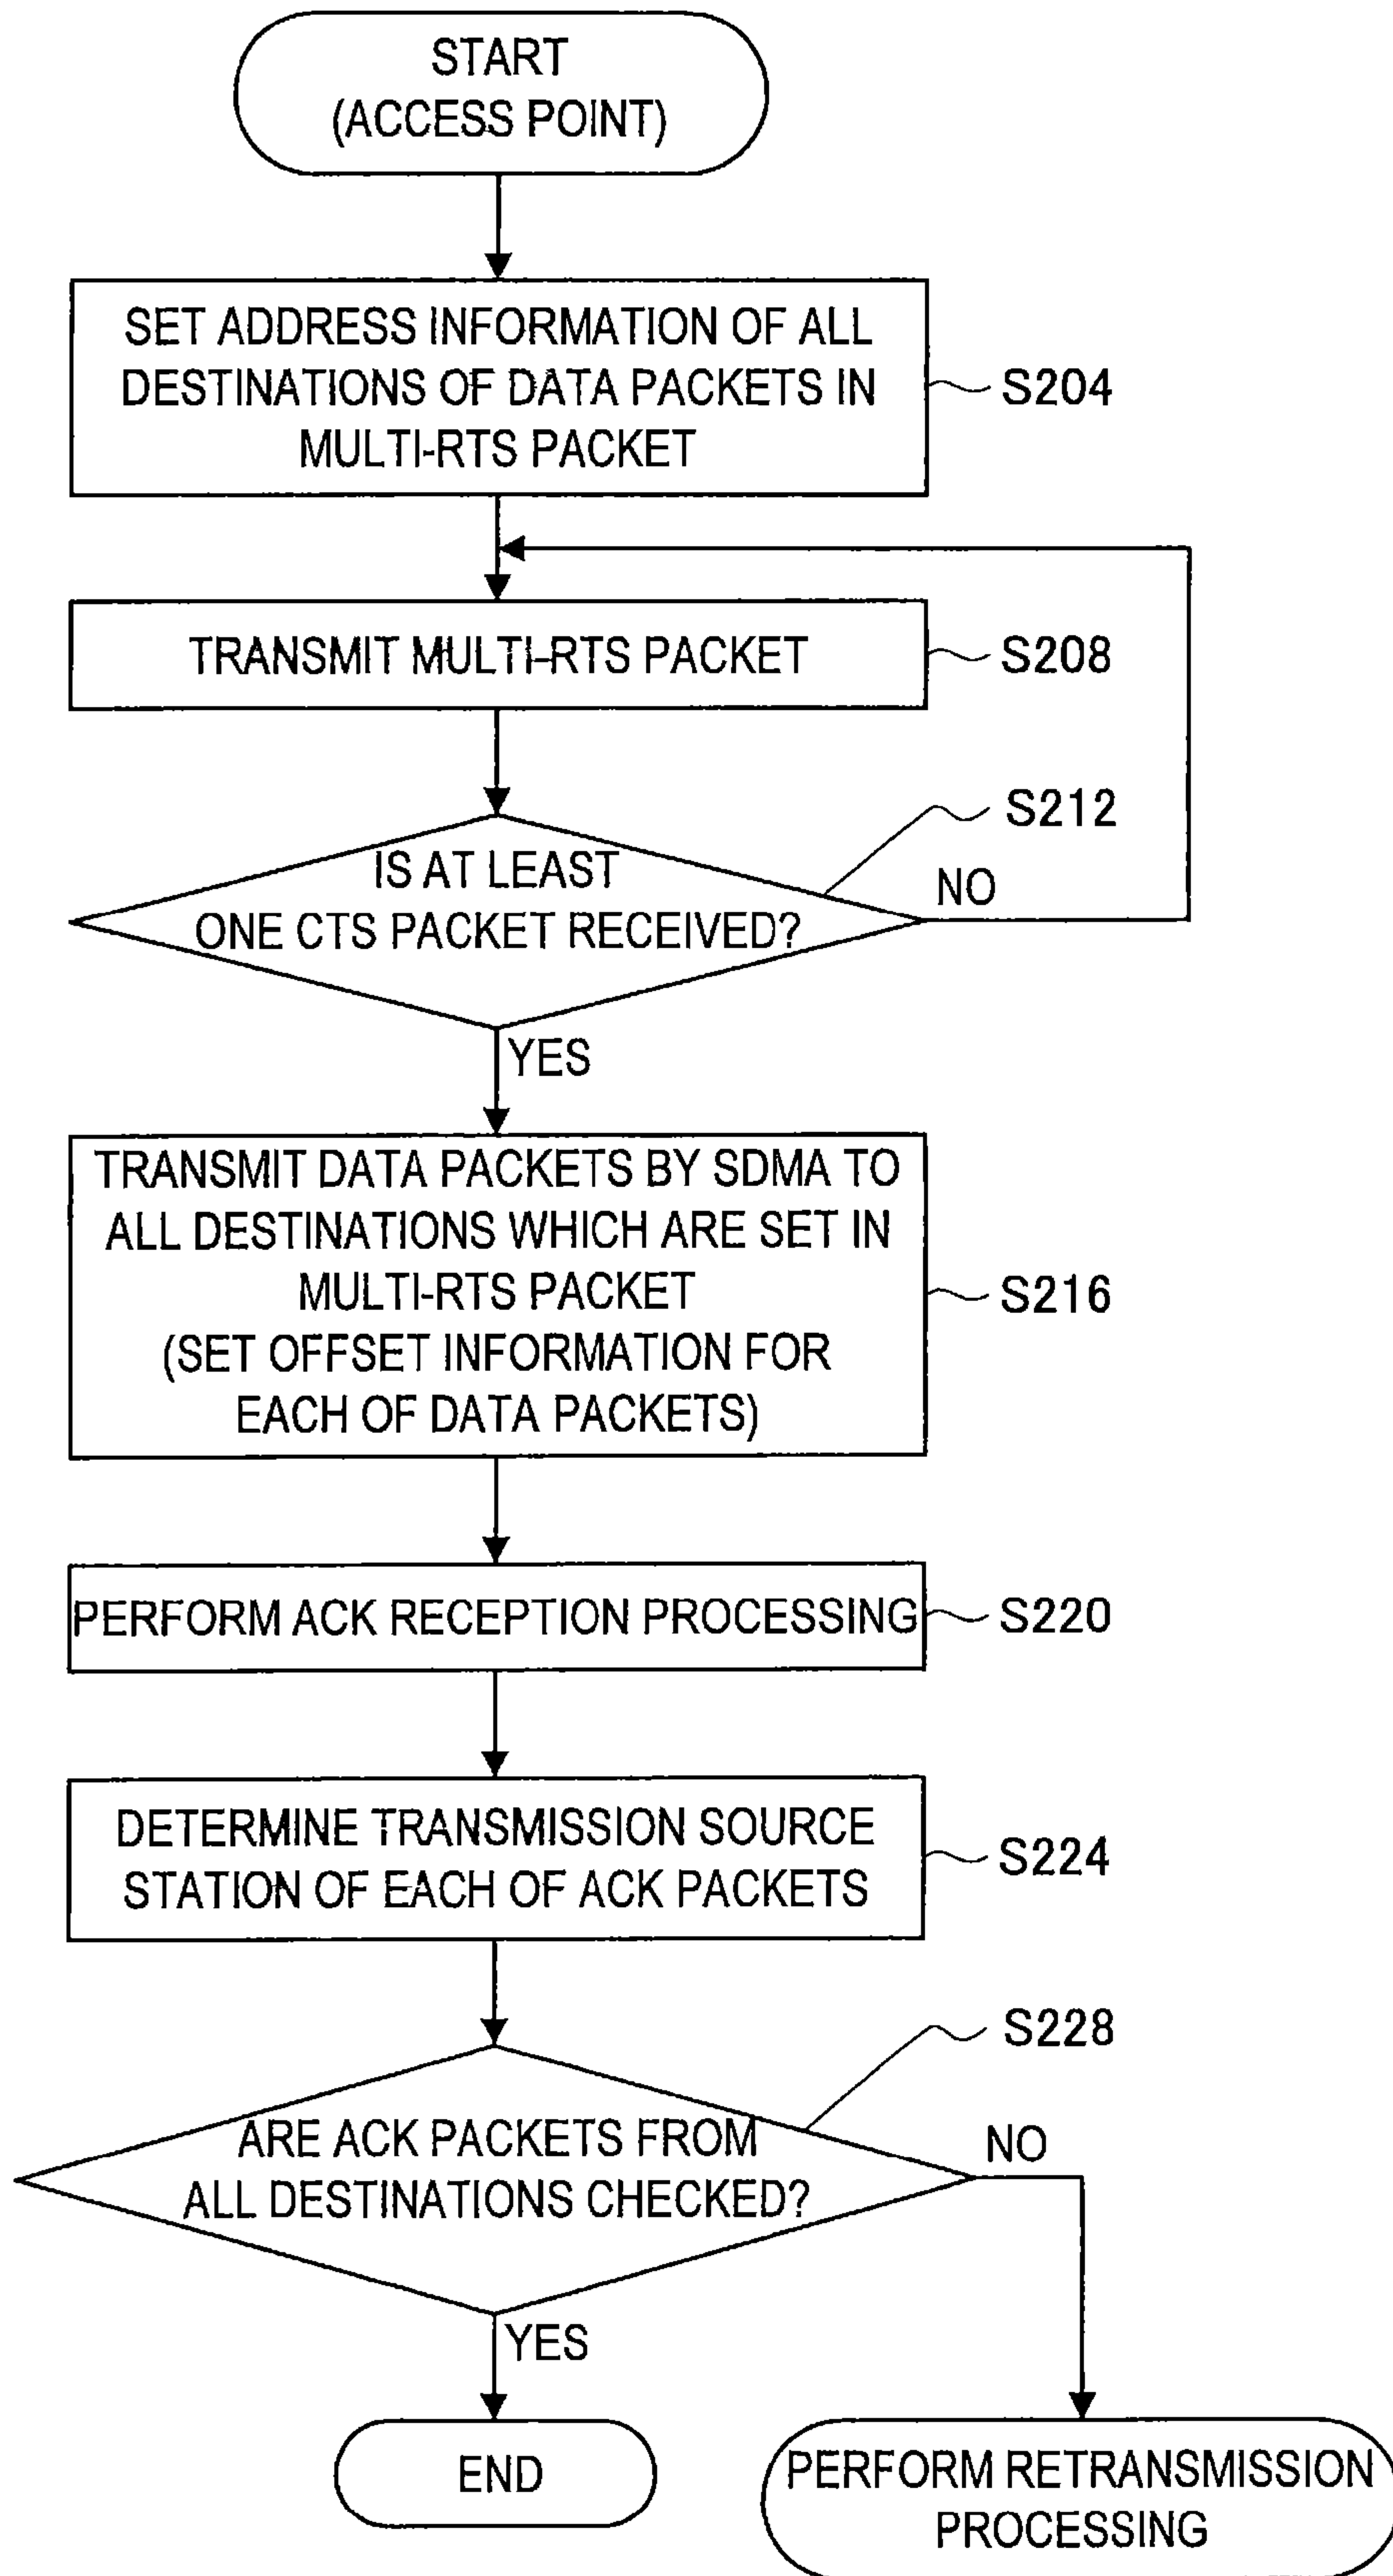 START
(ACCESS POINT)
SET ADDRESS INFORMATION OF ALL
DESTINATIONS OF DATA PACKETS IN
MULTI-RTS PACKET
S204
TRANSMIT MULTI-RTS PACKET
S208
S212
IS AT LEAST
ONE CTS PACKET RECEIVED?
NO
YES
TRANSMIT DATA PACKETS BY SDMA TO
ALL DESTINATIONS WHICH ARE SET IN
MULTI-RTS PACKET
(SET OFFSET INFORMATION FOR
EACH OF DATA PACKETS)
S216
PERFORM ACK RECEPTION PROCESSING
S220
DETERMINE TRANSMISSION SOURCE
STATION OF EACH OF ACK PACKETS
S224
S228
ARE ACK PACKETS FROM
ALL DESTINATIONS CHECKED?
NO
YES
END
PERFORM RETRANSMISSION
PROCESSING